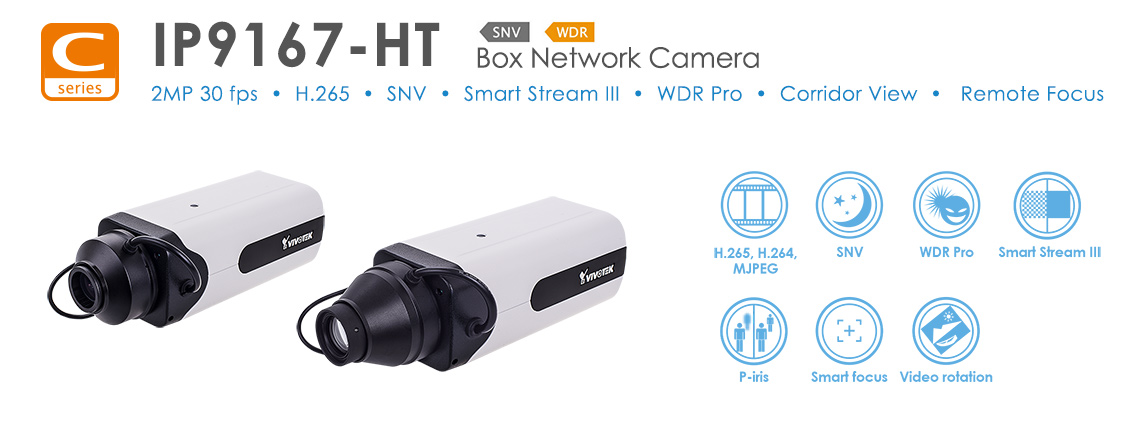 C
series
IP9167-HT
SNV
WDR
Box Network Camera
2MP 30 fps • H.265 • SNV • Smart Stream III • WDR Pro • Corridor View • Remote Focus
VIVOTEK
VIVOTEK
H.265, H.264,
MJPEG
SNV
WDR Pro
Smart Stream III
P-iris
Smart focus
Video rotation